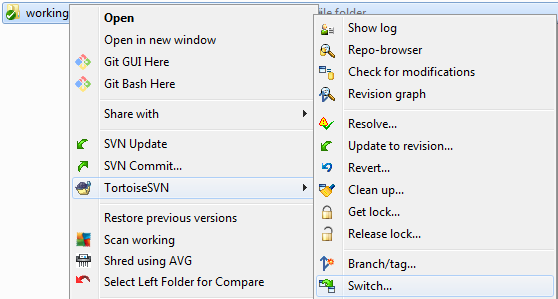 working
file folder
Open
Open in new window
Git GUI Here
Git Bash Here
Share with
SVN Update
SVN Commit...
TortoiseSVN
Restore previous versions
Scan working
Shred using AVG
Select Left Folder for Compare
Show log
Repo-browser
Check for modifications
Revision graph
Resolve...
Update to revision...
Revert...
Clean up...
Get lock...
Release lock...
Branch/tag...
Switch...